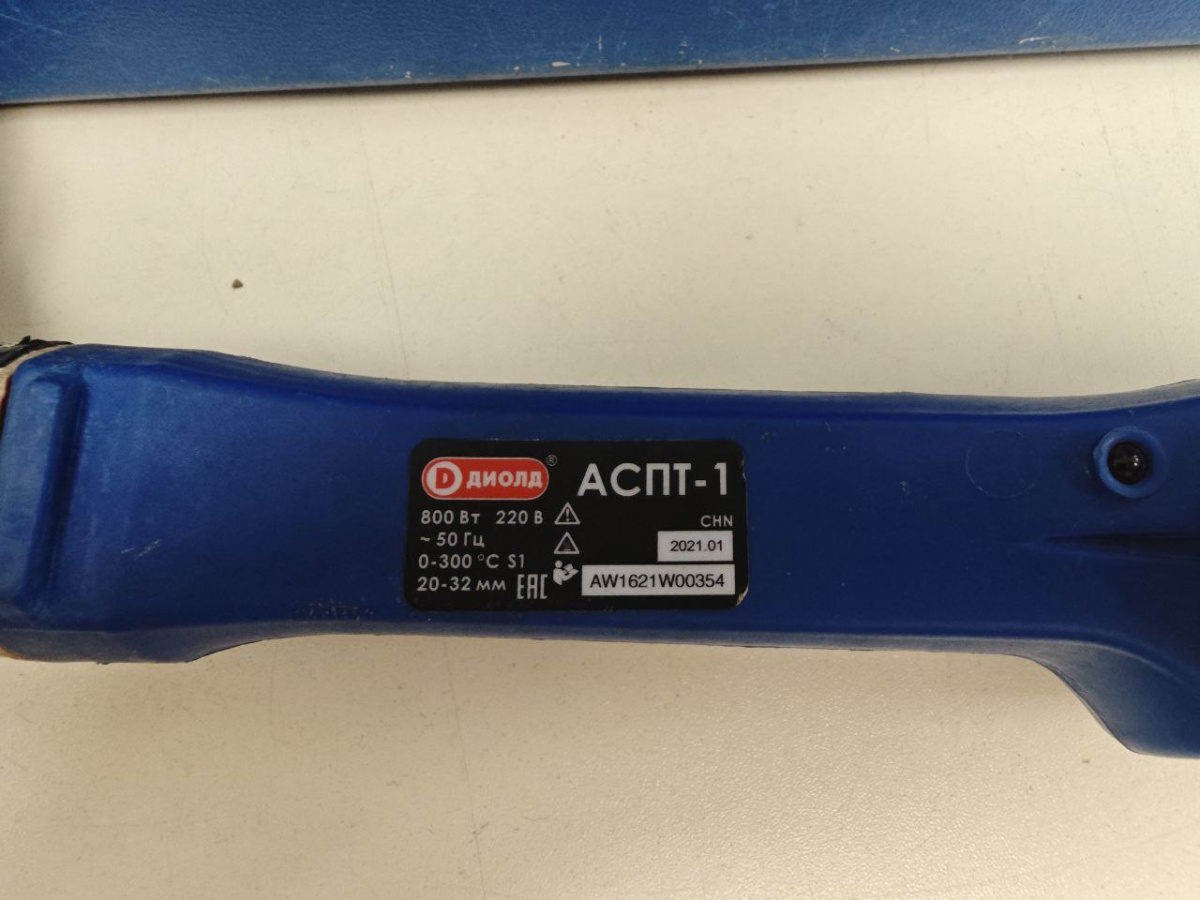 D ДИОЛД ® АСПТ-1
800 Вт 220 В
CHN
~ 50 Гц
2021.01
0-300 °C S1
20-32 мм EAC AW1621W00354